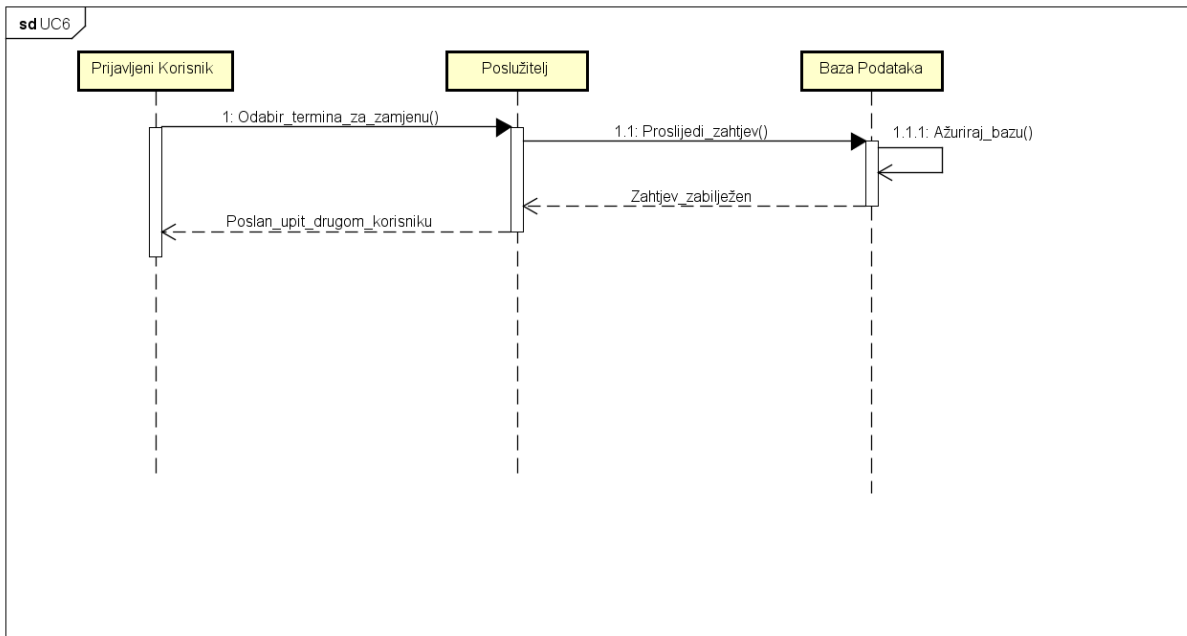 sd UC6
Prijavljeni Korisnik
Poslužitelj
Baza Podataka
1: Odabir_termina_za_zamjenu()
1.1: Proslijedi_zahtjev()
1.1.1: Ažuriraj_bazu()
Zahtjev_zabilježen
Poslan_upit_drugom_korisniku